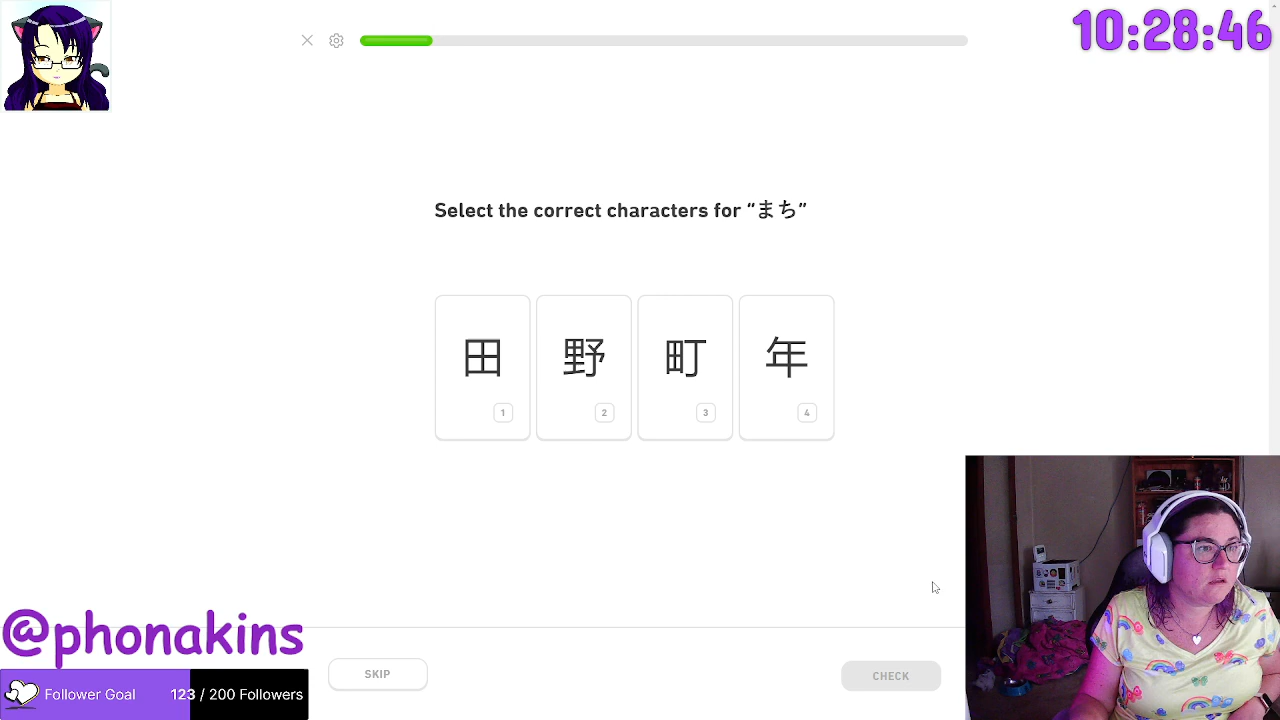 10:28:46
Select the correct characters for “まち”
田
1
野
2
町
3
年
4
@phonakins
Follower Goal 123 / 200 Followers
SKIP
CHECK